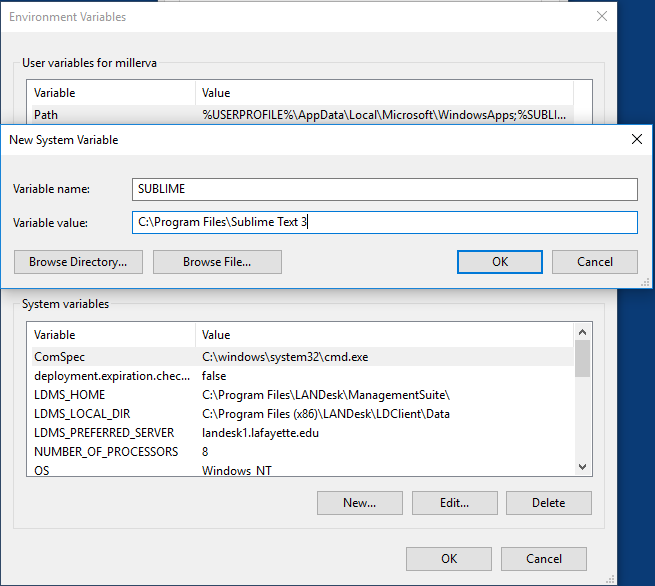 Environment Variables
User variables for millerva
Variable Value
Path %USERPROFILE%\AppData\Local\Microsoft\WindowsApps;%SUBLI...
New System Variable
Variable name: SUBLIME
Variable value: C:\Program Files\Sublime Text 3
Browse Directory... Browse File... OK Cancel
System variables
Variable Value
ComSpec C:\windows\system32\cmd.exe
deployment.expiration.chec... false
LDMS_HOME C:\Program Files\LANDesk\ManagementSuite\
LDMS_LOCAL_DIR C:\Program Files (x86)\LANDesk\LDClient\Data
LDMS_PREFERRED_SERVER landesk1.lafayette.edu
NUMBER_OF_PROCESSORS 8
OS Windows_NT
New... Edit... Delete
OK Cancel